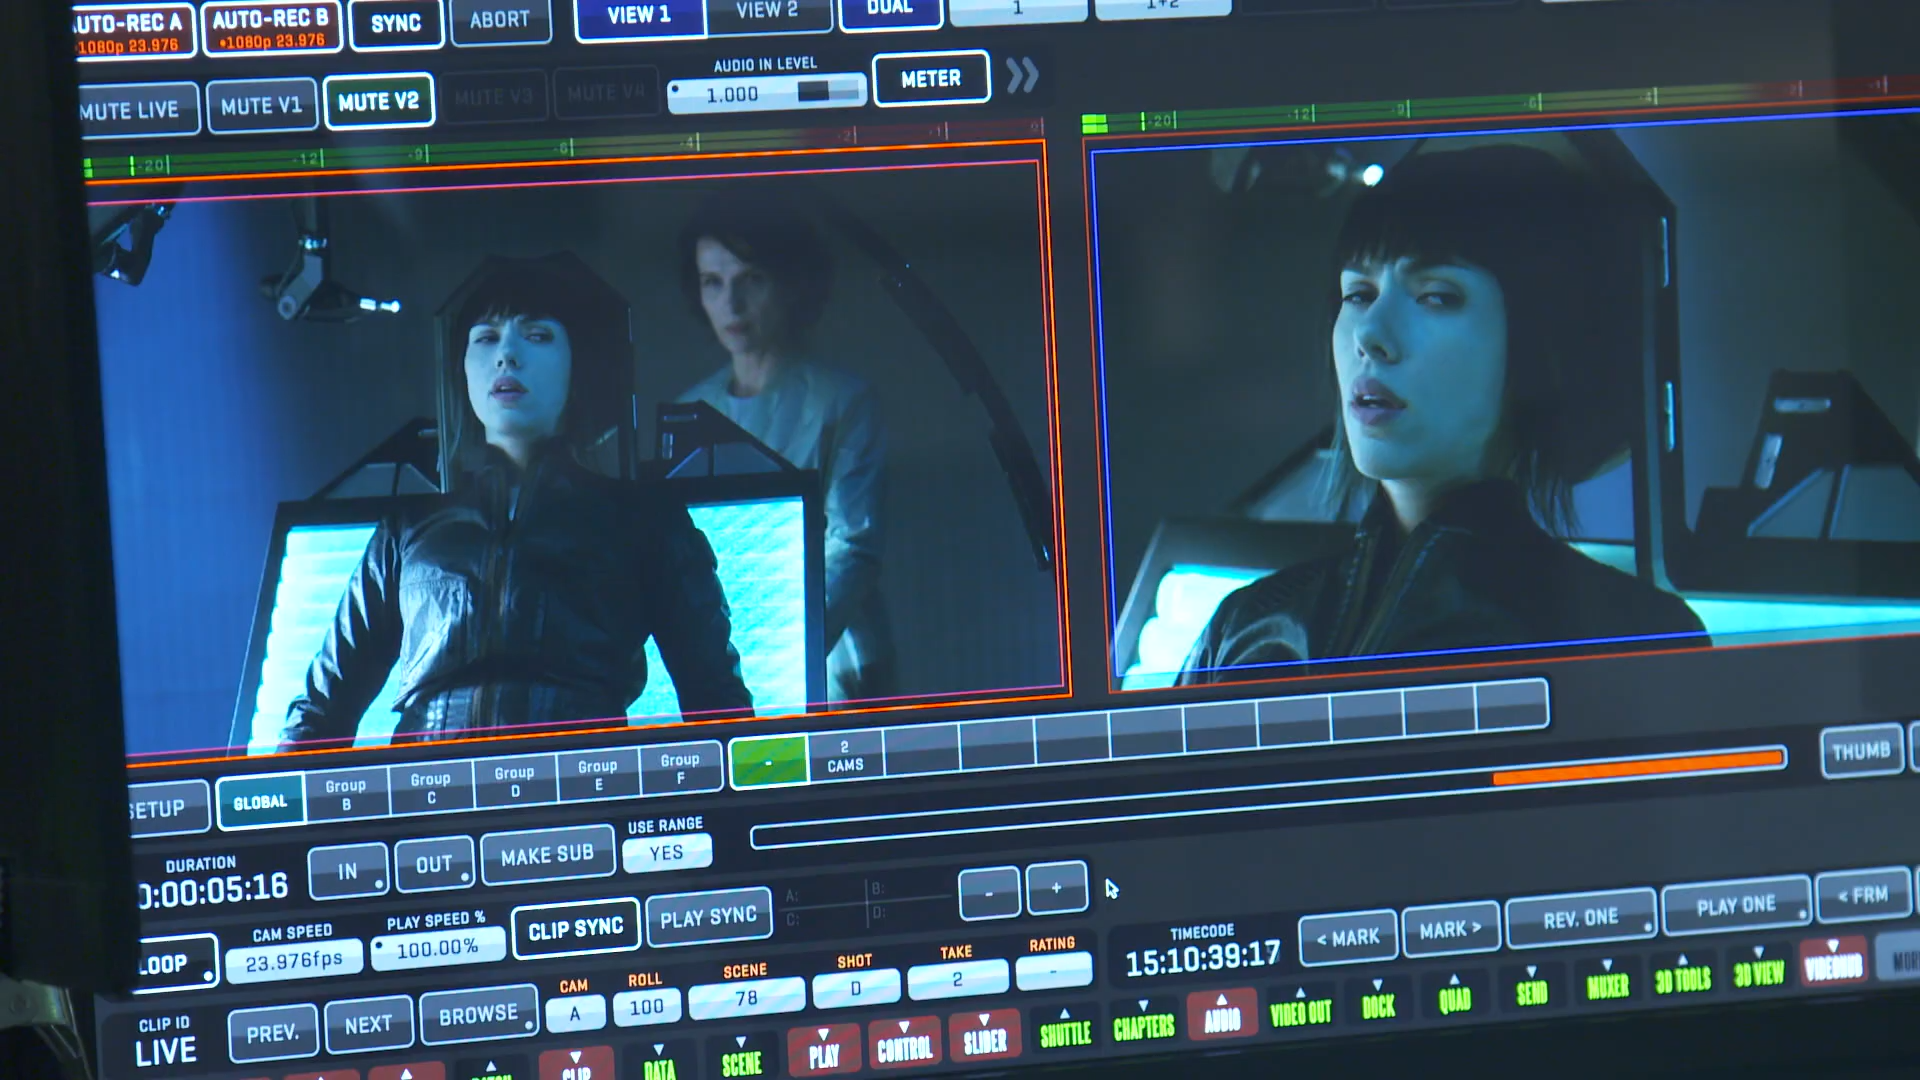 AUTO-REC A
1080p 23.976
AUTO-REC B
•1080p 23.976
SYNC
ABORT
VIEW 1
VIEW 2
DUAL
1
1+2
MUTE LIVE
MUTE V1
MUTE V2
MUTE V3
MUTE V4
AUDIO IN LEVEL
1.000
METER
-20 -12 -9 -6 -4 -2 -1 0
-20 -12 -9 -6 -4 -2 -1
SETUP
GLOBAL
Group B
Group C
Group D
Group E
Group F
-
2 CAMS
THUMB
DURATION
0:00:05:16
IN
OUT
MAKE SUB
USE RANGE
YES
LOOP
CAM SPEED
23.976fps
PLAY SPEED %
100.00%
CLIP SYNC
PLAY SYNC
A:
B:
C:
D:
-
+
TIMECODE
15:10:39:17
< MARK
MARK >
REV. ONE
PLAY ONE
< FRM
CLIP ID
LIVE
PREV.
NEXT
BROWSE
CAM
A
ROLL
100
SCENE
78
SHOT
D
TAKE
2
RATING
-
CLIP
DATA
SCENE
PLAY
CONTROL
SLIDER
SHUTTLE
CHAPTERS
AUDIO
VIDEO OUT
DOCK
QUAD
SEND
MUXER
3D TOOLS
3D VIEW
VIDEOHUB